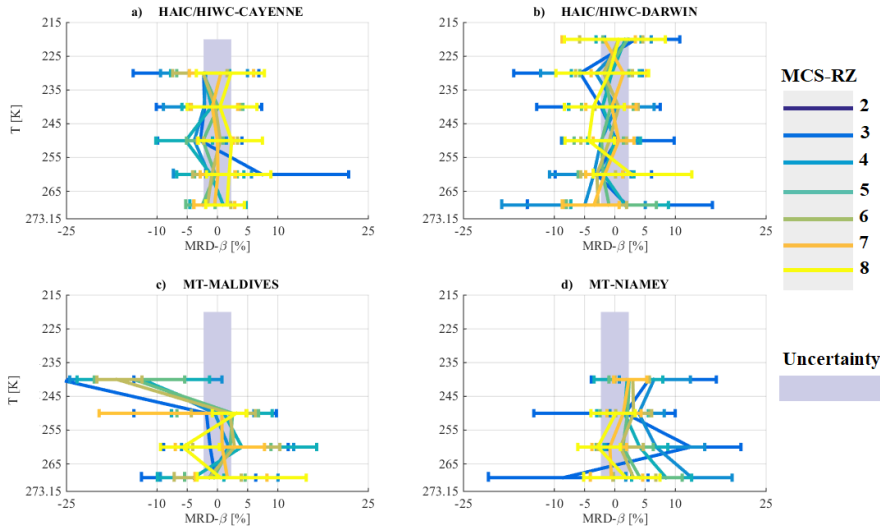 a) HAIC/HIWC-CAYENNE
T [K]
215
225
235
245
255
265
273.15
-25 -10 -5 0 5 10 25
MRD-β [%]
b) HAIC/HIWC-DARWIN
215
225
235
245
255
265
273.15
-25 -10 -5 0 5 10 25
MRD-β [%]
c) MT-MALDIVES
T [K]
215
225
235
245
255
265
273.15
-25 -10 -5 0 5 10 25
MRD-β [%]
d) MT-NIAMEY
215
225
235
245
255
265
273.15
-25 -10 -5 0 5 10 25
MRD-β [%]
MCS-RZ
2
3
4
5
6
7
8
Uncertainty